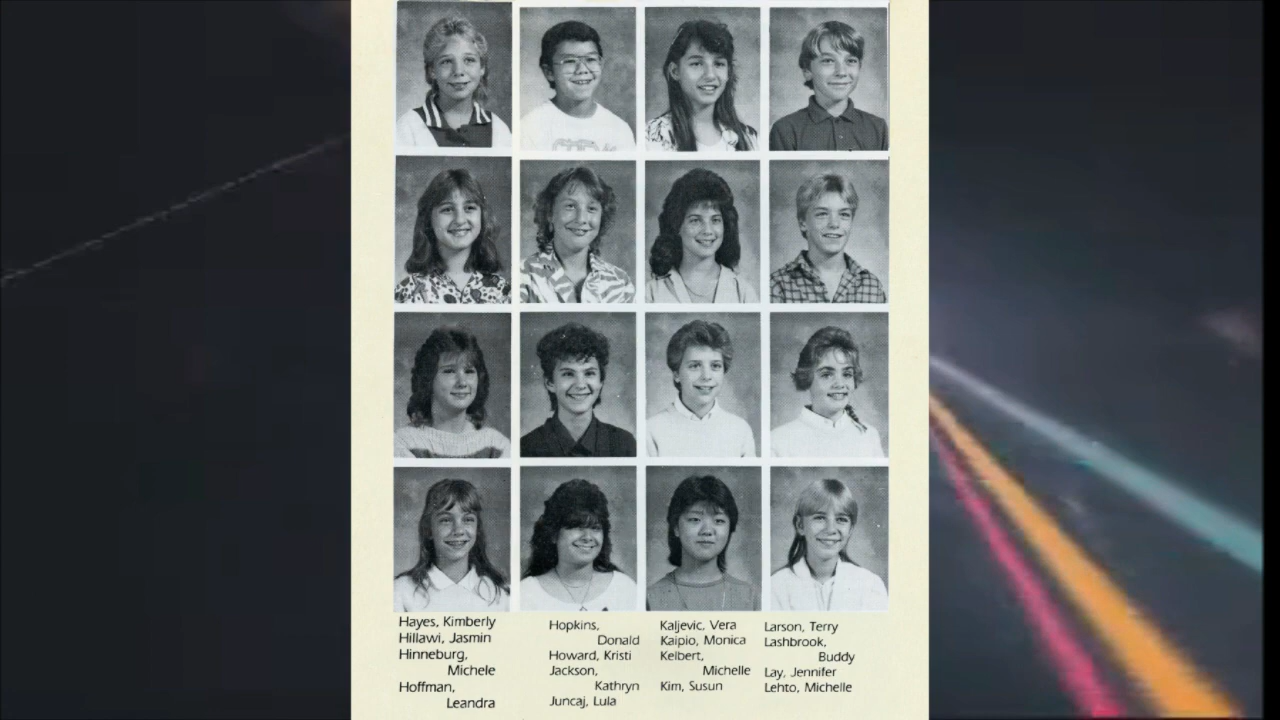 Hayes, Kimberly
Hillawi, Jasmin
Hinneburg,
Michele
Hoffman,
Leandra
Hopkins,
Donald
Howard, Kristi
Jackson,
Kathryn
Juncaj, Lula
Kaljevic, Vera
Kaipio, Monica
Kelbert,
Michelle
Kim, Susun
Larson, Terry
Lashbrook,
Buddy
Lay, Jennifer
Lehto, Michelle